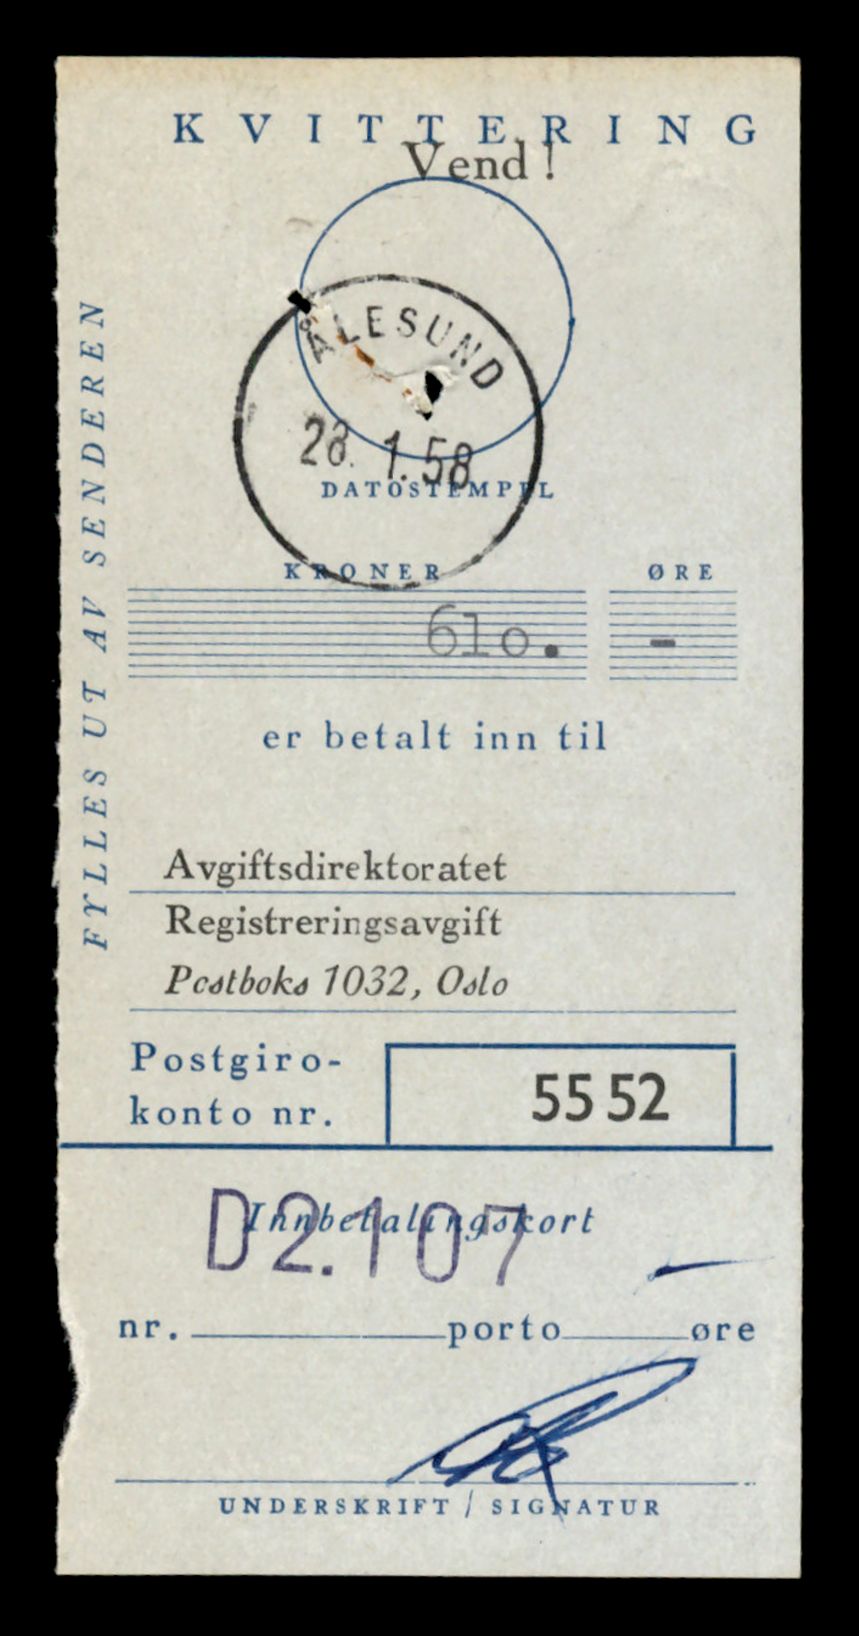 KVITTERING
Vend!
ÅLESUND
28. 1. 58
DATOSTEMPEL
KRONER ØRE
610. -
er betalt inn til
Avgiftsdirektoratet
Registreringsavgift
Postboks 1032, Oslo
Postgiro-
konto nr. 5552
Innbetalingskort
D2.107
nr. porto øre
UNDERSKRIFT / SIGNATUR
FYLLES UT AV SENDEREN